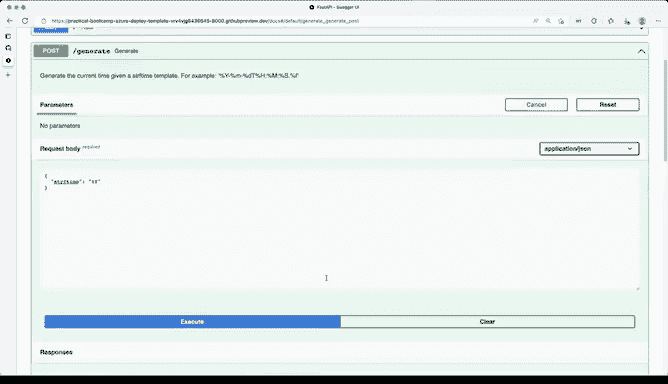 FastAPI - Swagger UI
POST /generate Generate
Generate the current time given a strftime template. For example: '%Y-%m-%dT%H:%M:%S.%f'
Parameters
Cancel
Reset
No parameters
Request body required
application/json
{
"strftime": "%T"
}
Execute
Clear
Responses